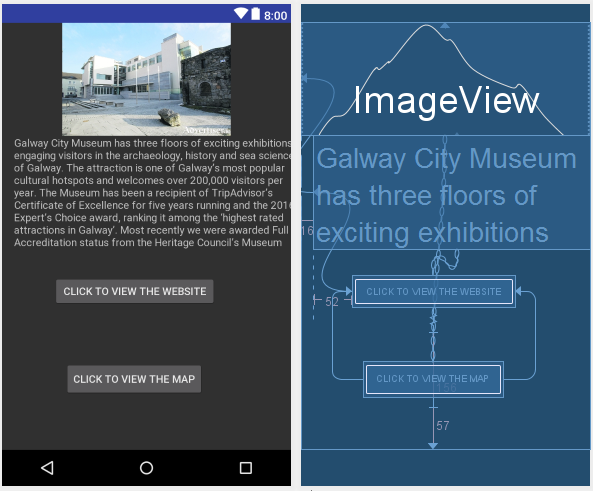 8:00
Adventures
Galway City Museum has three floors of exciting exhibitions
engaging visitors in the archaeology, history and sea science
of Galway. The attraction is one of Galway's most popular
cultural hotspots and welcomes over 200,000 visitors per
year. The Museum has been a recipient of TripAdvisor's
Certificate of Excellence for five years running and the 2016
Expert's Choice award, ranking it among the 'highest rated
attractions in Galway'. Most recently we were awarded Full
Accreditation status from the Heritage Council's Museum
CLICK TO VIEW THE WEBSITE
CLICK TO VIEW THE MAP
ImageView
Galway City Museum
has three floors of
exciting exhibitions
16
CLICK TO VIEW THE WEBSITE
52
CLICK TO VIEW THE MAP
156
57